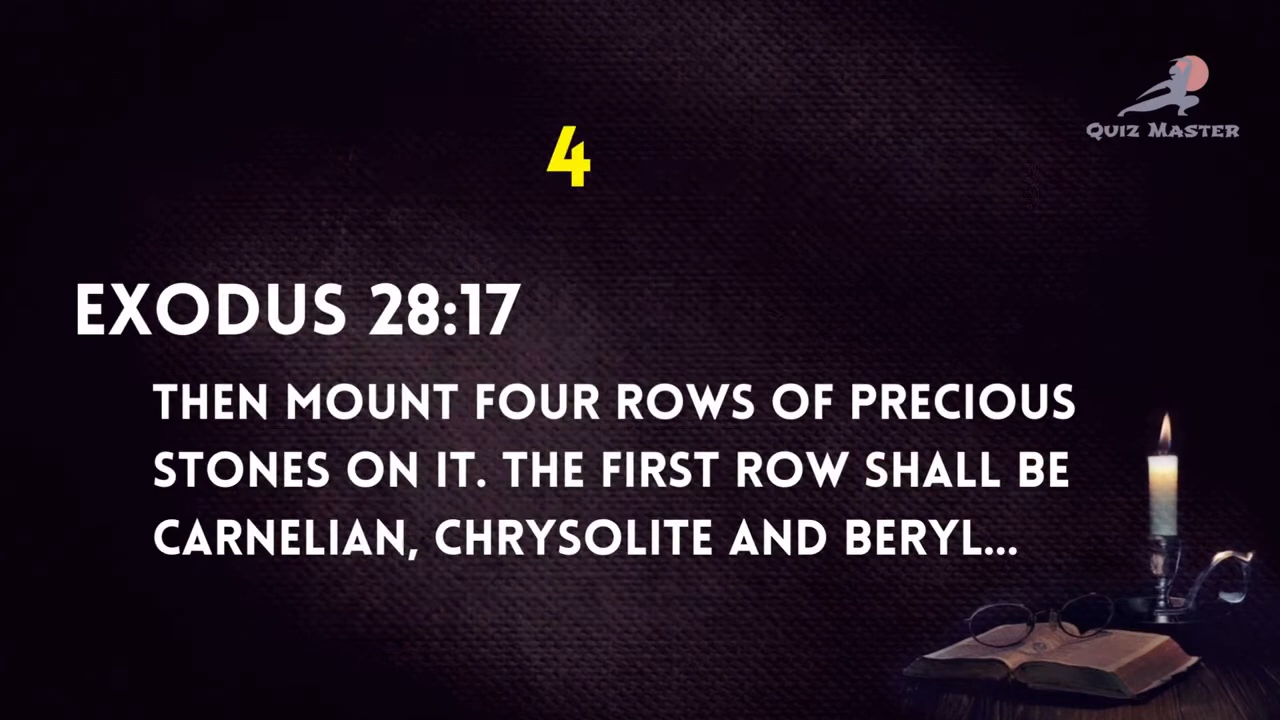 QUIZ MASTER
4
EXODUS 28:17
THEN MOUNT FOUR ROWS OF PRECIOUS
STONES ON IT. THE FIRST ROW SHALL BE
CARNELIAN, CHRYSOLITE AND BERYL...